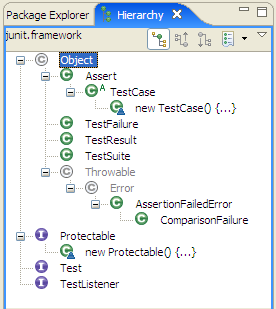 Package Explorer Hierarchy
junit.framework
Object
Assert
TestCase
new TestCase() {...}
TestFailure
TestResult
TestSuite
Throwable
Error
AssertionFailedError
ComparisonFailure
Protectable
new Protectable() {...}
Test
TestListener